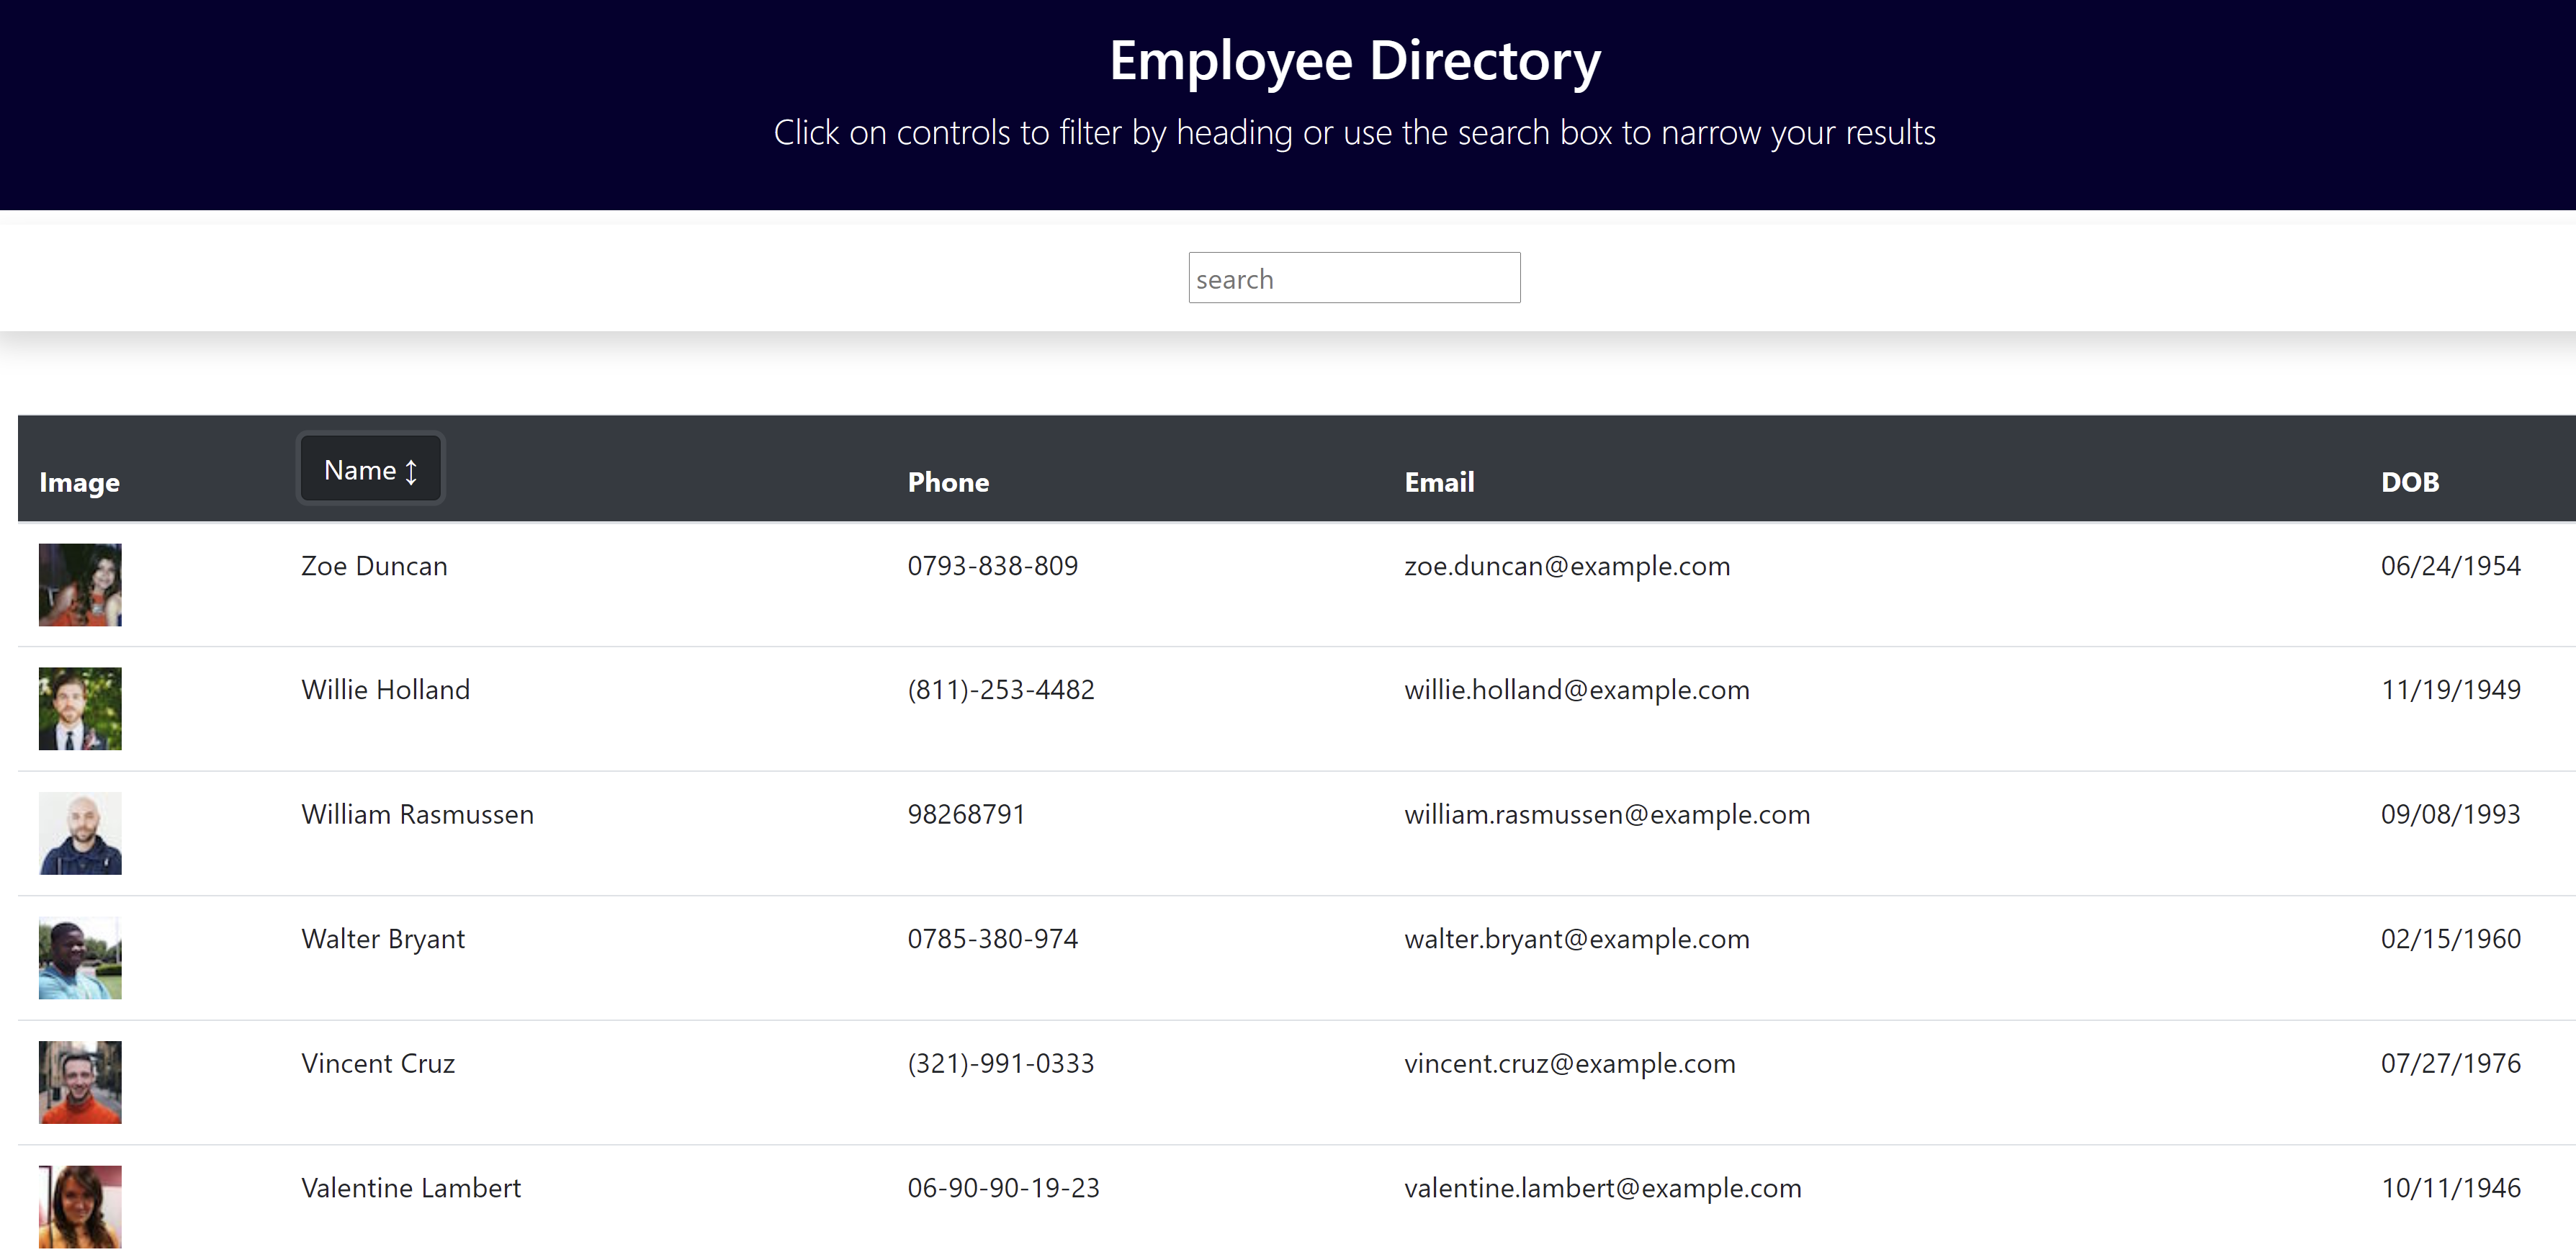 Employee Directory
Click on controls to filter by heading or use the search box to narrow your results
search
Image Name ↕ Phone Email DOB
Zoe Duncan 0793-838-809 zoe.duncan@example.com 06/24/1954
Willie Holland (811)-253-4482 willie.holland@example.com 11/19/1949
William Rasmussen 98268791 william.rasmussen@example.com 09/08/1993
Walter Bryant 0785-380-974 walter.bryant@example.com 02/15/1960
Vincent Cruz (321)-991-0333 vincent.cruz@example.com 07/27/1976
Valentine Lambert 06-90-90-19-23 valentine.lambert@example.com 10/11/1946